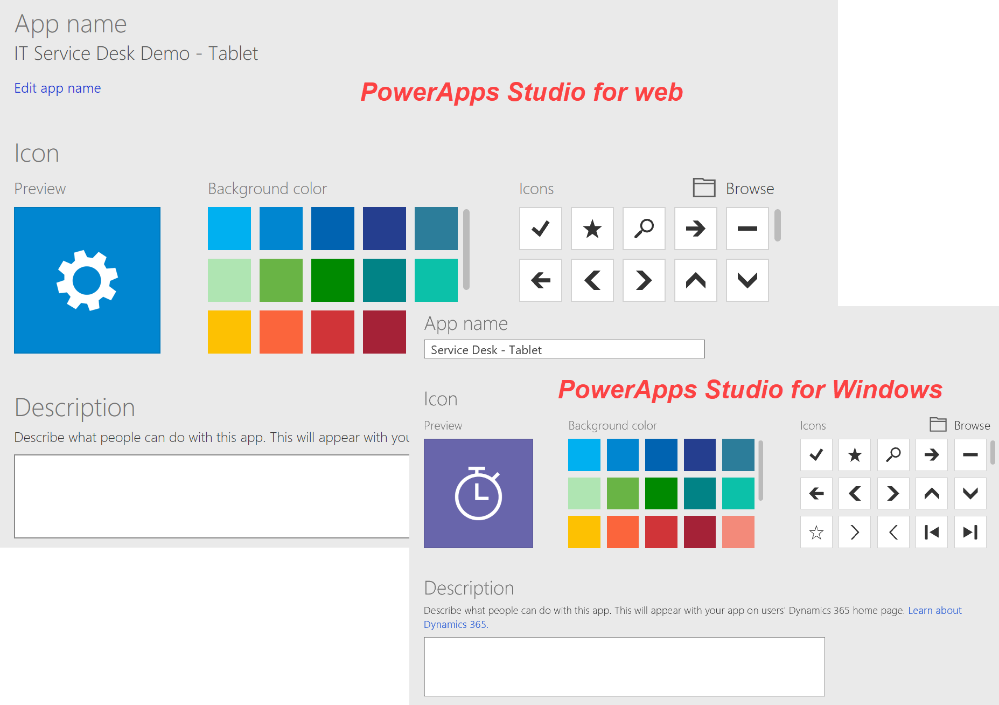 App name
IT Service Desk Demo - Tablet
Edit app name
PowerApps Studio for web
Icon
Preview
Background color
Icons
Browse
Description
Describe what people can do with this app. This will appear with
App name
Service Desk - Tablet
PowerApps Studio for Windows
Icon
Preview
Background color
Icons
Browse
Description
Describe what people can do with this app. This will appear with your app on users' Dynamics 365 home page. Learn about
Dynamics 365.